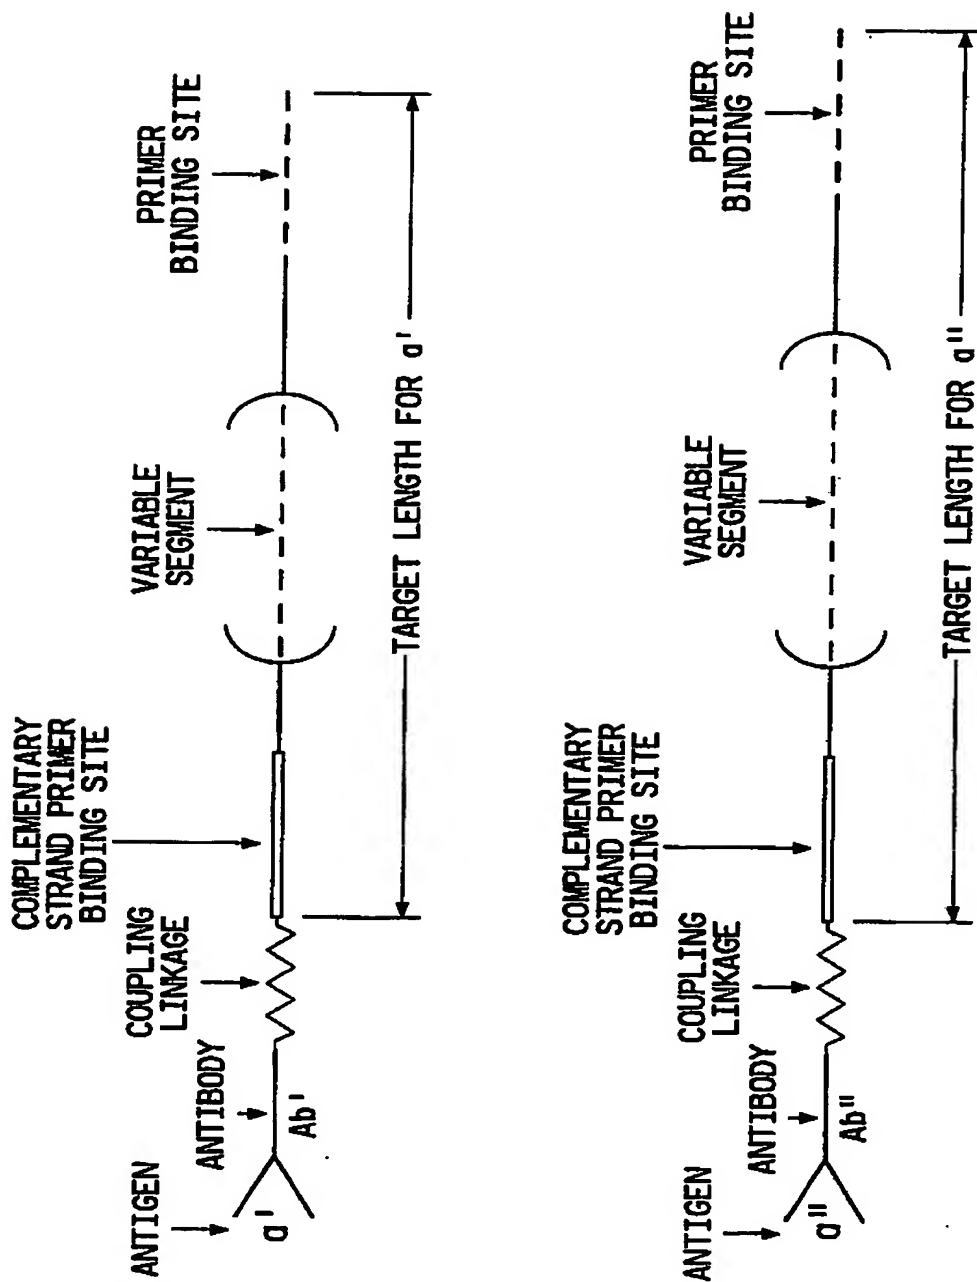 ANTIGEN
a'
ANTIBODY
Ab'
COUPLING
LINKAGE
COMPLEMENTARY
STRAND PRIMER
BINDING SITE
VARIABLE
SEGMENT
PRIMER
BINDING SITE
TARGET LENGTH FOR a'
ANTIGEN
a"
ANTIBODY
Ab"
COUPLING
LINKAGE
COMPLEMENTARY
STRAND PRIMER
BINDING SITE
VARIABLE
SEGMENT
PRIMER
BINDING SITE
TARGET LENGTH FOR a"